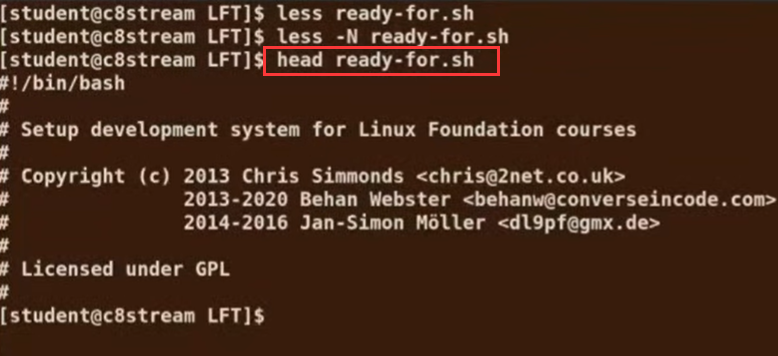 [student@c8stream LFT]$ less ready-for.sh
[student@c8stream LFT]$ less -N ready-for.sh
[student@c8stream LFT]$ head ready-for.sh
#!/bin/bash
#
# Setup development system for Linux Foundation courses
#
# Copyright (c) 2013 Chris Simmonds <chris@2net.co.uk>
#               2013-2020 Behan Webster <behanw@converseincode.com>
#               2014-2016 Jan-Simon Möller <dl9pf@gmx.de>
#
# Licensed under GPL
#
[student@c8stream LFT]$